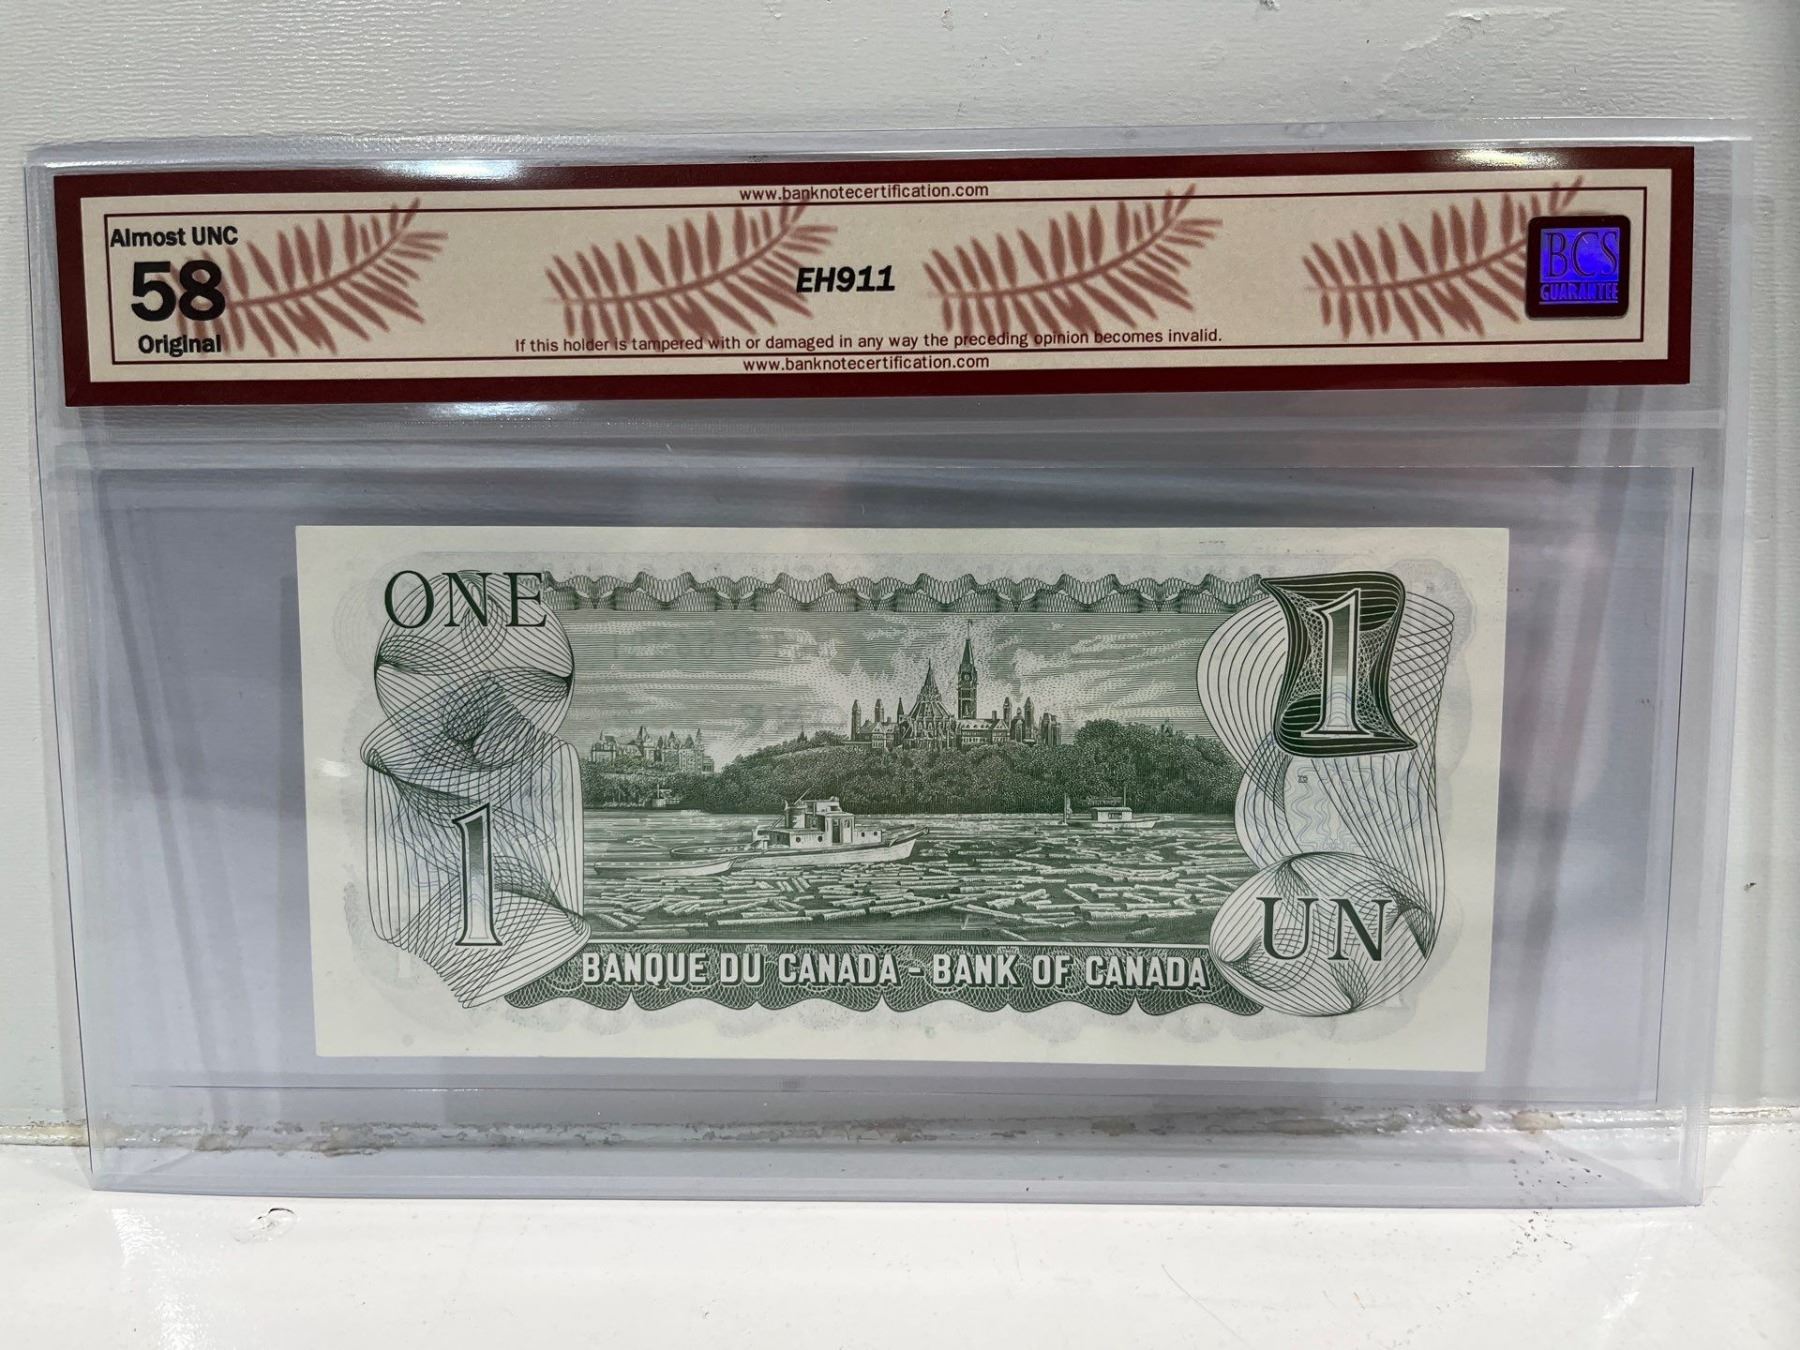 www.banknotecertification.com
Almost UNC
58
Original
EH911
BCS
GUARANTEE
If this holder is tampered with or damaged in any way the preceding opinion becomes invalid.
www.banknotecertification.com
ONE
1
1
UN
BANQUE DU CANADA - BANK OF CANADA